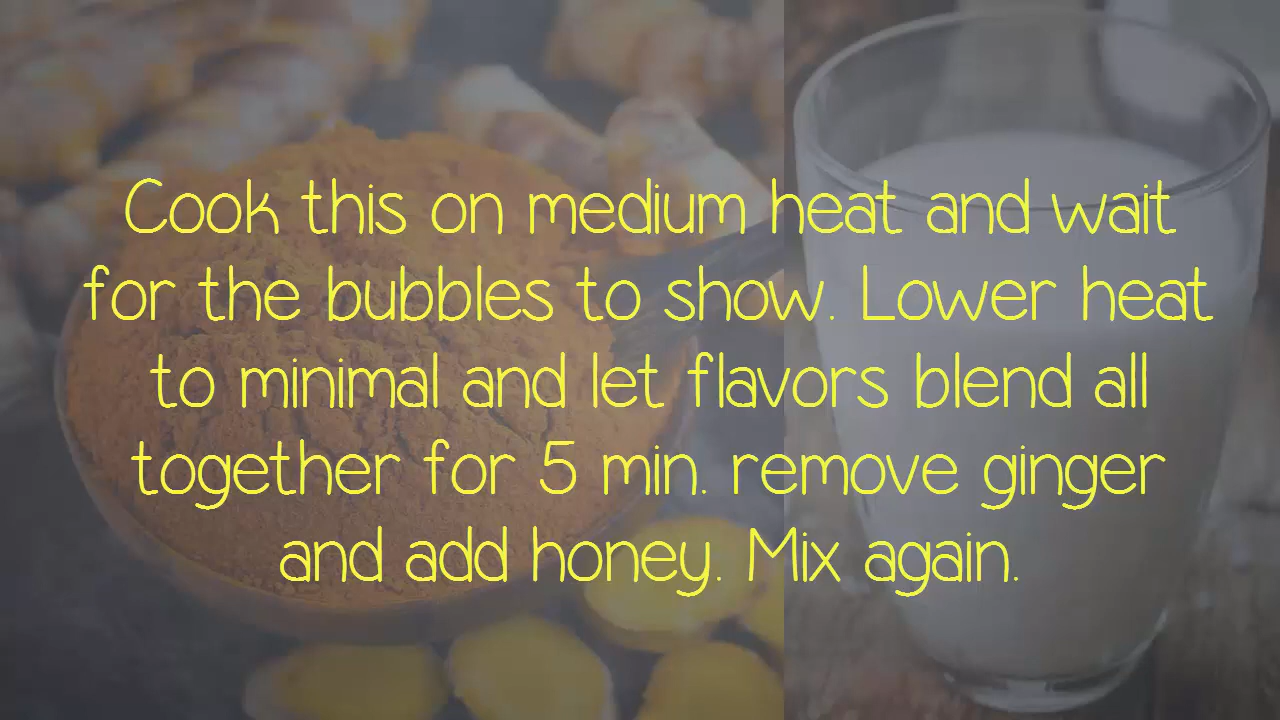 Cook this on medium heat and wait
for the bubbles to show. Lower heat
to minimal and let flavors blend all
together for 5 min. remove ginger
and add honey. Mix again.